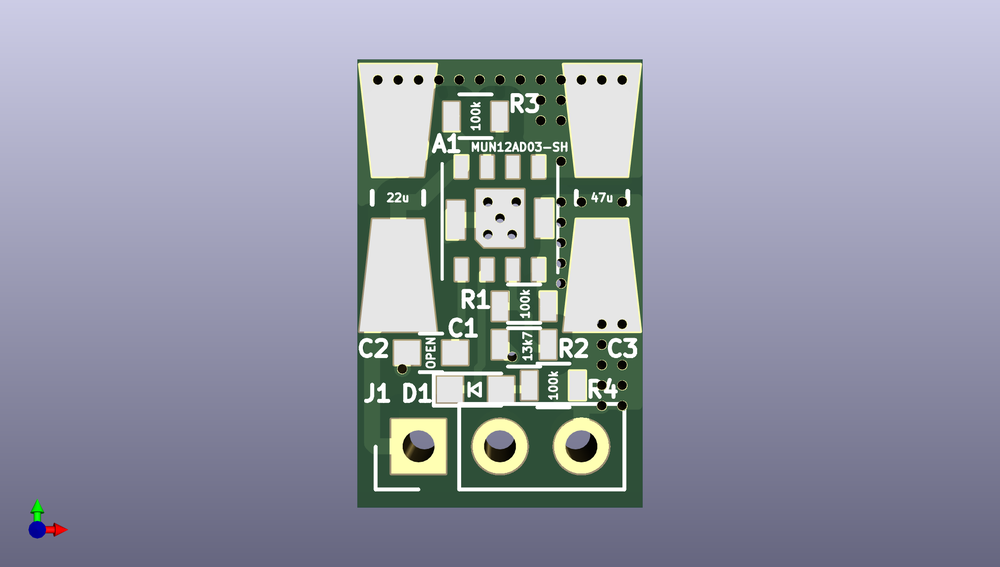 100k
R3
A1
MUN12AD03-SH
22u
47u
R1
100k
C1
C2
OPEN
13k7
R2
C3
J1
D1
100k
R4